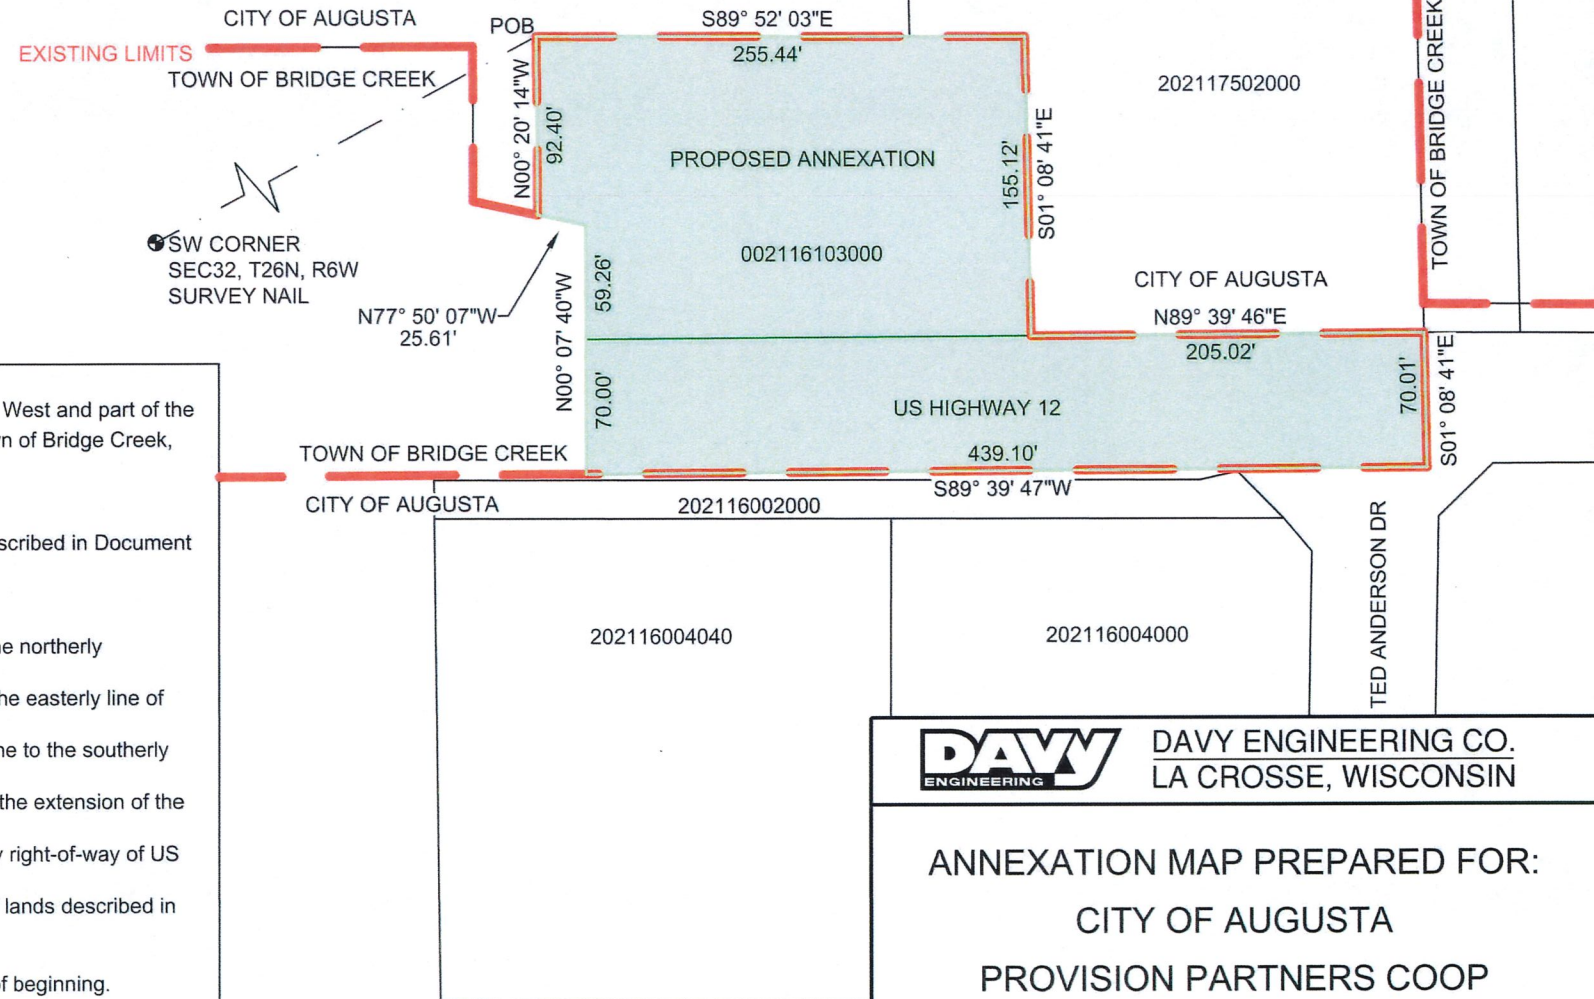 CITY OF AUGUSTA
POB
S89° 52' 03"E
EXISTING LIMITS
255.44'
TOWN OF BRIDGE CREEK
N00° 20' 14"W
92.40'
202117502000
TOWN OF BRIDGE CREEK
PROPOSED ANNEXATION
155.12'
S01° 08' 41"E
SW CORNER
SEC32, T26N, R6W
SURVEY NAIL
002116103000
59.26'
CITY OF AUGUSTA
N77° 50' 07"W
25.61'
N00° 07' 40"W
N89° 39' 46"E
205.02'
70.00'
US HIGHWAY 12
70.01'
S01° 08' 41"E
West and part of the
n of Bridge Creek,
TOWN OF BRIDGE CREEK
439.10'
S89° 39' 47"W
CITY OF AUGUSTA
202116002000
scribed in Document
TED ANDERSON DR
202116004040
202116004000
e northerly
he easterly line of
ne to the southerly
the extension of the
y right-of-way of US
lands described in
f beginning.
DAVY
ENGINEERING
DAVY ENGINEERING CO.
LA CROSSE, WISCONSIN
ANNEXATION MAP PREPARED FOR:
CITY OF AUGUSTA
PROVISION PARTNERS COOP